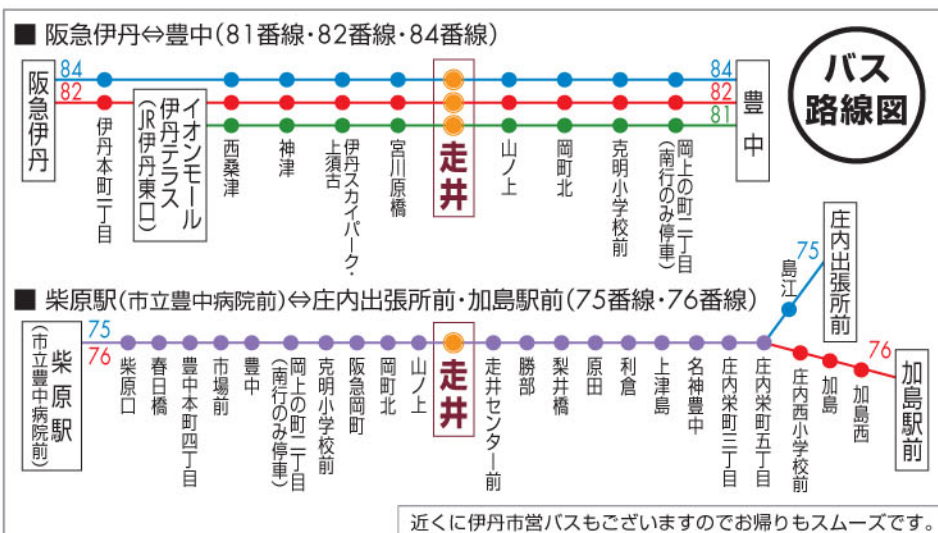 ■ 阪急伊丹⇔豊中(81番線・82番線・84番線)
バス
路線図
84
82
阪急伊丹
伊丹本町一丁目
イオンモール
伊丹テラス
(JR伊丹東口)
西桑津
神津
伊丹スカイパーク・
上須古
宮川原橋
走井
山ノ上
岡町北
克明小学校前
岡上の町二丁目
(南行のみ停車)
84
82
81
豊中
■ 柴原駅(市立豊中病院前)⇔庄内出張所前・加島駅前(75番線・76番線)
柴原駅
(市立豊中病院前)
75
76
柴原口
春日橋
豊中本町四丁目
市場前
豊中
岡上の町二丁目
(南行のみ停車)
克明小学校前
阪急岡町
岡町北
山ノ上
走井
走井センター前
勝部
梨井橋
原田
利倉
上津島
名神豊中
庄内栄町三丁目
庄内栄町五丁目
島江
75
庄内出張所前
庄内西小学校前
加島
加島西
76
加島駅前
近くに伊丹市営バスもございますのでお帰りもスムーズです。